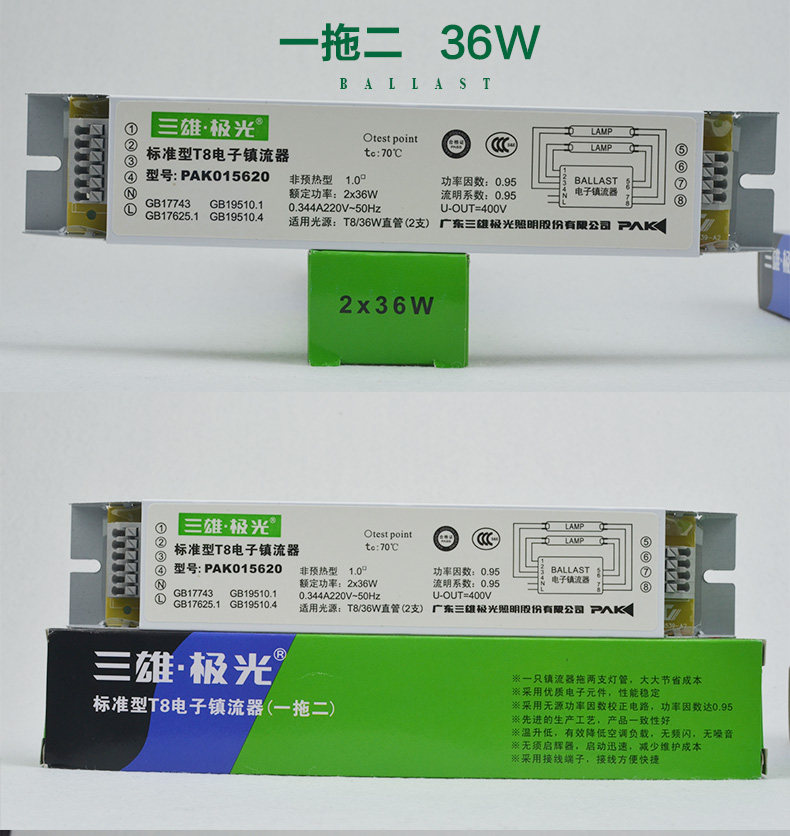 一拖二 36W
BALLAST
三雄·极光®
标准型T8电子镇流器
型号: PAK015620
GB17743 GB19510.1
GB17625.1 GB19510.4
① ② ③ ④ Ⓝ Ⓛ
test point
tc:70℃
非预热型 1.0
额定功率: 2x36W
0.344A220V~50Hz
适用光源: T8/36W直管(2支)
功率因数: 0.95
流明系数: 0.95
U-OUT=400V
广东三雄极光照明股份有限公司 PAK
LAMP
LAMP
BALLAST
电子镇流器
1 2 3 4 N L
5 6 7 8
⑤ ⑥ ⑦ ⑧
2x36W
三雄·极光®
标准型T8电子镇流器
型号: PAK015620
GB17743 GB19510.1
GB17625.1 GB19510.4
① ② ③ ④ Ⓝ Ⓛ
test point
tc:70℃
非预热型 1.0
额定功率: 2x36W
0.344A220V~50Hz
适用光源: T8/36W直管(2支)
功率因数: 0.95
流明系数: 0.95
U-OUT=400V
广东三雄极光照明股份有限公司 PAK
LAMP
LAMP
BALLAST
电子镇流器
1 2 3 4 N L
5 6 7 8
⑤ ⑥ ⑦ ⑧
三雄·极光®
标准型T8电子镇流器(一拖二)
※一只镇流器拖两支灯管，大大节省成本
※采用优质电子元件，性能稳定
※采用无源功率因数校正电路，功率因数达0.95
※先进的生产工艺，产品一致性好
※温升低，有效降低空调负载，无频闪，无噪音
※无须启辉器，启动迅速，减少维护成本
※采用接线端子，接线方便快捷